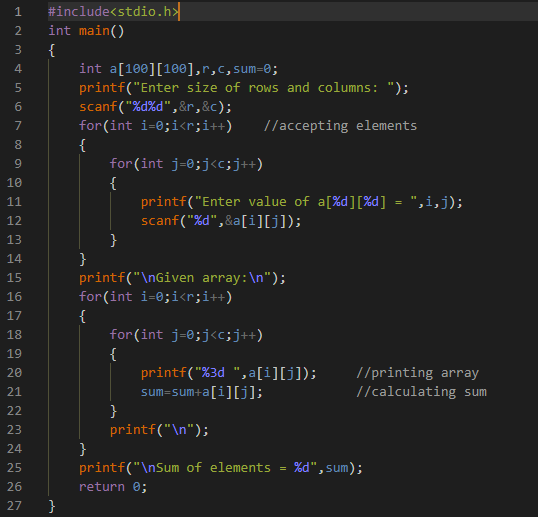 1 #include<stdio.h>
2 int main()
3 {
4 int a[100][100],r,c,sum=0;
5 printf("Enter size of rows and columns: ");
6 scanf("%d%d",&r,&c);
7 for(int i=0;i<r;i++) //accepting elements
8 {
9 for(int j=0;j<c;j++)
10 {
11 printf("Enter value of a[%d][%d] = ",i,j);
12 scanf("%d",&a[i][j]);
13 }
14 }
15 printf("\nGiven array:\n");
16 for(int i=0;i<r;i++)
17 {
18 for(int j=0;j<c;j++)
19 {
20 printf("%3d ",a[i][j]); //printing array
21 sum=sum+a[i][j]; //calculating sum
22 }
23 printf("\n");
24 }
25 printf("\nSum of elements = %d",sum);
26 return 0;
27 }